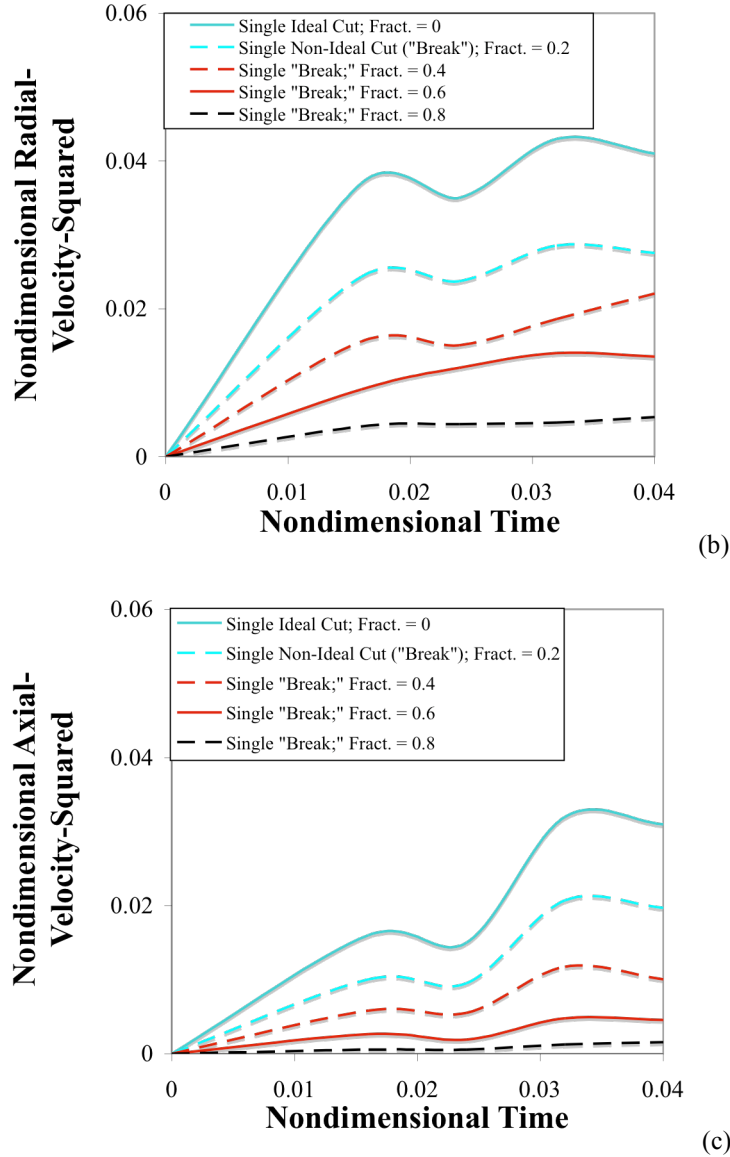 0.06
Single Ideal Cut; Fract. = 0
Single Non-Ideal Cut ("Break"); Fract. = 0.2
Single "Break;" Fract. = 0.4
Single "Break;" Fract. = 0.6
Single "Break;" Fract. = 0.8
0.04
0.02
0
Nondimensional Radial-
Velocity-Squared
0 0.01 0.02 0.03 0.04
Nondimensional Time
(b)
0.06
Single Ideal Cut; Fract. = 0
Single Non-Ideal Cut ("Break"); Fract. = 0.2
Single "Break;" Fract. = 0.4
Single "Break;" Fract. = 0.6
Single "Break;" Fract. = 0.8
0.04
0.02
0
Nondimensional Axial-
Velocity-Squared
0 0.01 0.02 0.03 0.04
Nondimensional Time
(c)